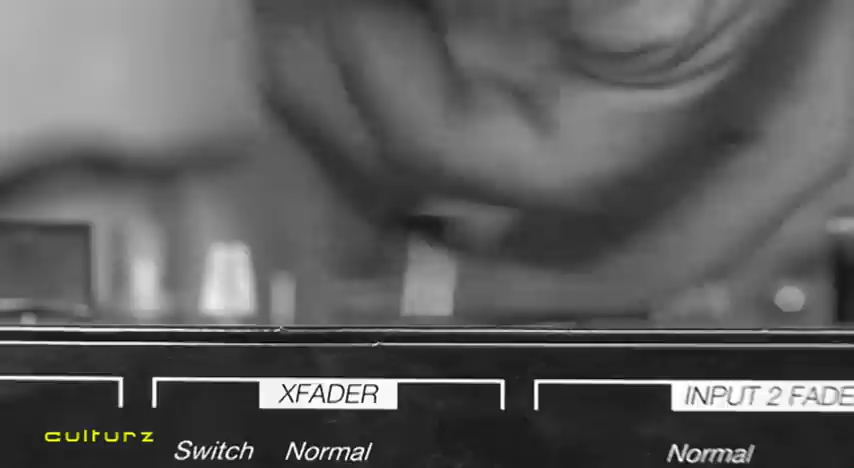 XFADER
INPUT 2 FADE
culturz
Switch Normal
Normal